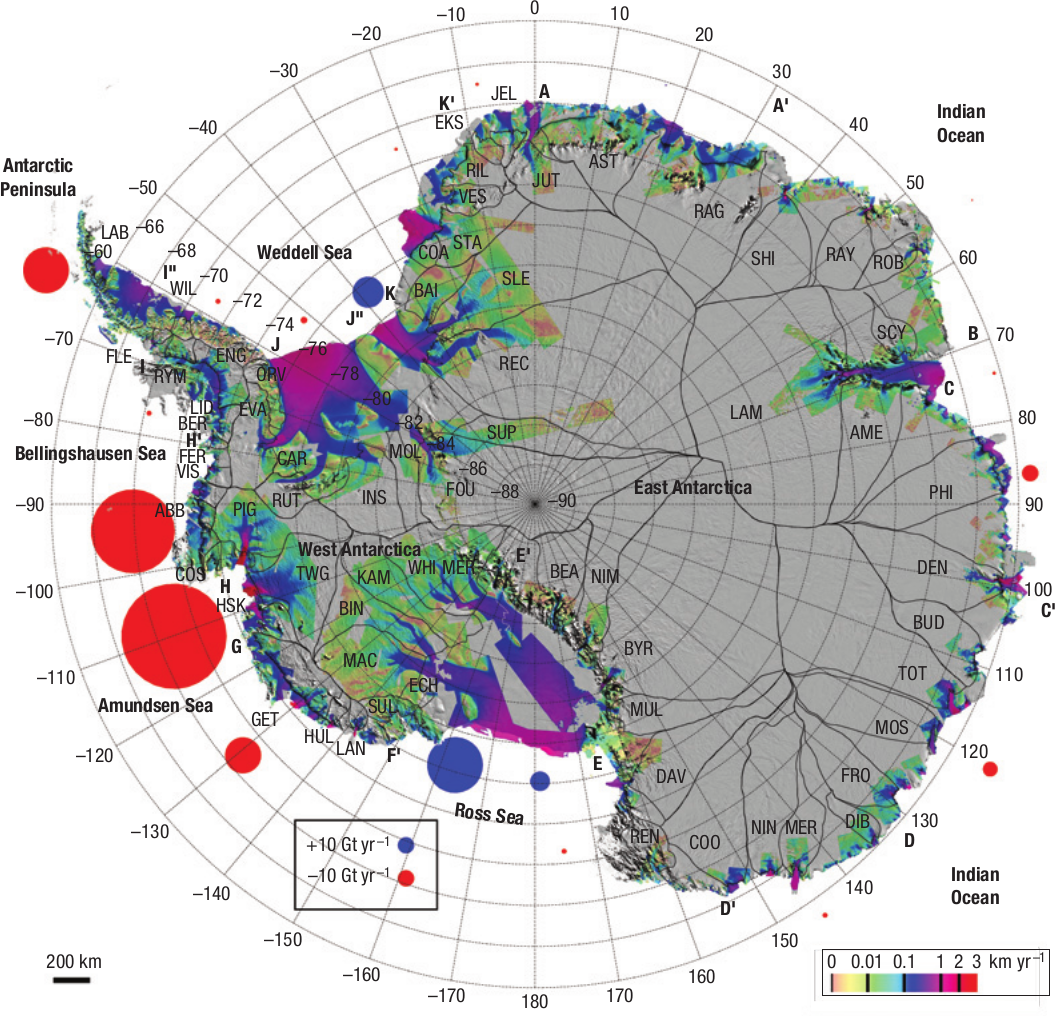 0
−10
10
−20
20
−30
30
JEL
A
K'
A'
Indian
Ocean
EKS
−40
40
Antarctic
Peninsula
AST
RIL
JUT
−50
50
VES
RAG
LAB
−66
STA
−60
COA
SHI
RAY
ROB
60
−68
Weddell Sea
I''
WIL
−70
SLE
K
BAI
−72
J''
−74
SCY
B
70
−70
J
−76
FLE
I
ENG
REC
RYM
ORV
−78
C
−80
LID
EVA
−80
LAM
80
BER
−82
AME
H'
SUP
−84
Bellingshausen Sea
FER
MOL
VIS
CAR
−86
PHI
90
−90
RUT
INS
FOU
−88
−90
East Antarctica
ABB
PIG
West Antarctica
E'
DEN
COS
TWG
KAM
WHI
MER
BEA
NIM
100
−100
H
HSK
BIN
C'
BUD
G
BYR
MAC
TOT
110
−110
ECH
Amundsen Sea
SUL
MUL
GET
MOS
HUL
LAN
F'
E
120
−120
DAV
FRO
Ross Sea
−130
REN
COO
NIN
MER
DIB
130
D
+10 Gt yr−1
−10 Gt yr−1
Indian
Ocean
−140
140
D'
−150
150
200 km
0 0.01 0.1 1 2 3 km yr−1
−160
160
−170
180
170